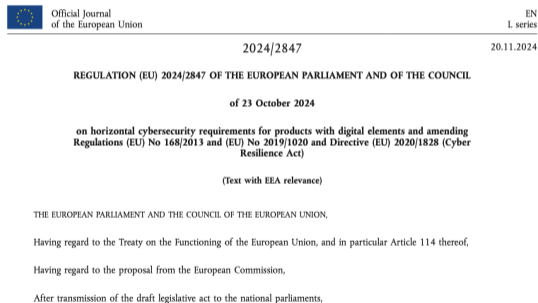 Official Journal
of the European Union
EN
L series
2024/2847
20.11.2024
REGULATION (EU) 2024/2847 OF THE EUROPEAN PARLIAMENT AND OF THE COUNCIL
of 23 October 2024
on horizontal cybersecurity requirements for products with digital elements and amending
Regulations (EU) No 168/2013 and (EU) No 2019/1020 and Directive (EU) 2020/1828 (Cyber
Resilience Act)
(Text with EEA relevance)
THE EUROPEAN PARLIAMENT AND THE COUNCIL OF THE EUROPEAN UNION,
Having regard to the Treaty on the Functioning of the European Union, and in particular Article 114 thereof,
Having regard to the proposal from the European Commission,
After transmission of the draft legislative act to the national parliaments,